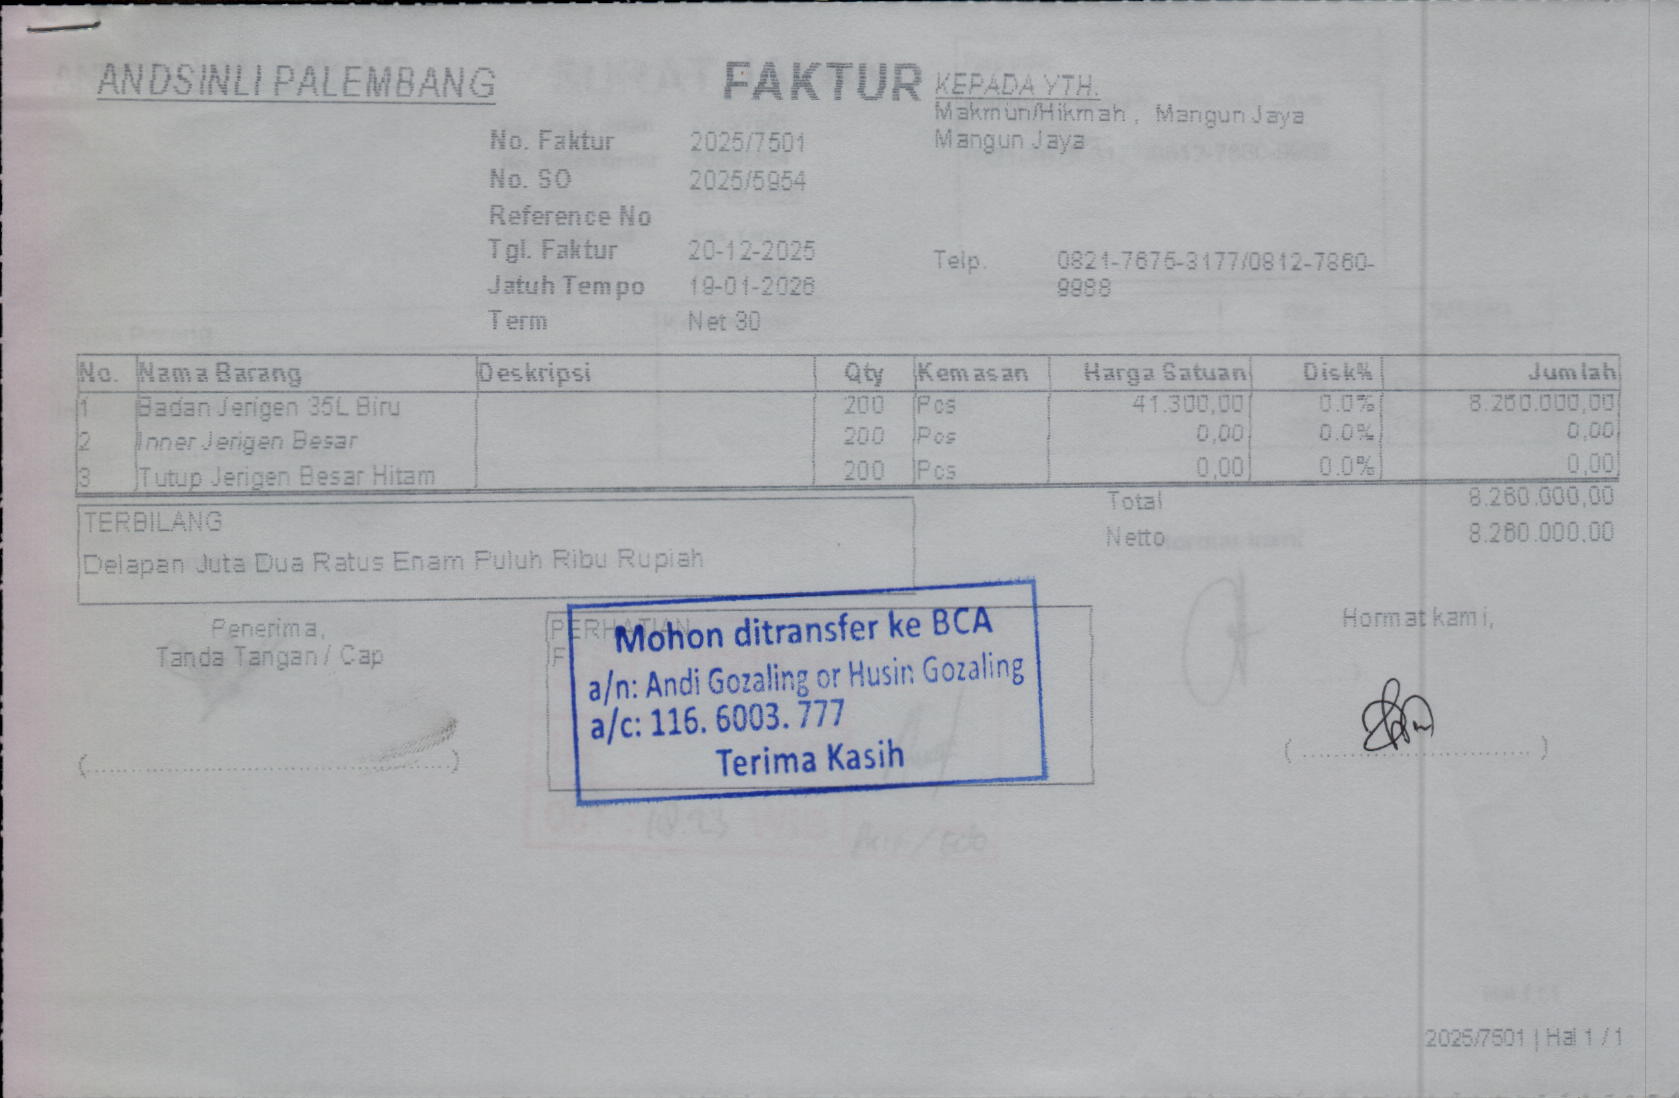 ANDSINLI PALEMBANG
FAKTUR
KEPADA YTH.
Makmun/Hikmah , Mangun Jaya
Mangun Jaya
No. Faktur 2025/7501
No. SO 2025/5954
Reference No
Tgl. Faktur 20-12-2025
Jatuh Tempo 19-01-2026
Term Net 30
Telp. 0821-7675-3177/0812-7860-
9988
No. Nama Barang Deskripsi Qty Kemasan Harga Satuan Disk% Jumlah
1 Badan Jerigen 35L Biru 200 Pcs 41.300,00 0.0% 8.260.000,00
2 Inner Jerigen Besar 200 Pcs 0,00 0.0% 0,00
3 Tutup Jerigen Besar Hitam 200 Pcs 0,00 0.0% 0,00
Total 8.260.000,00
Netto 8.260.000,00
TERBILANG
Delapan Juta Dua Ratus Enam Puluh Ribu Rupiah
Penerima,
Tanda Tangan / Cap
(..............................)
PERHATIAN
Mohon ditransfer ke BCA
a/n: Andi Gozaling or Husin Gozaling
a/c: 116. 6003. 777
Terima Kasih
Hormat kami,
(..............................)
2025/7501 | Hal 1 / 1